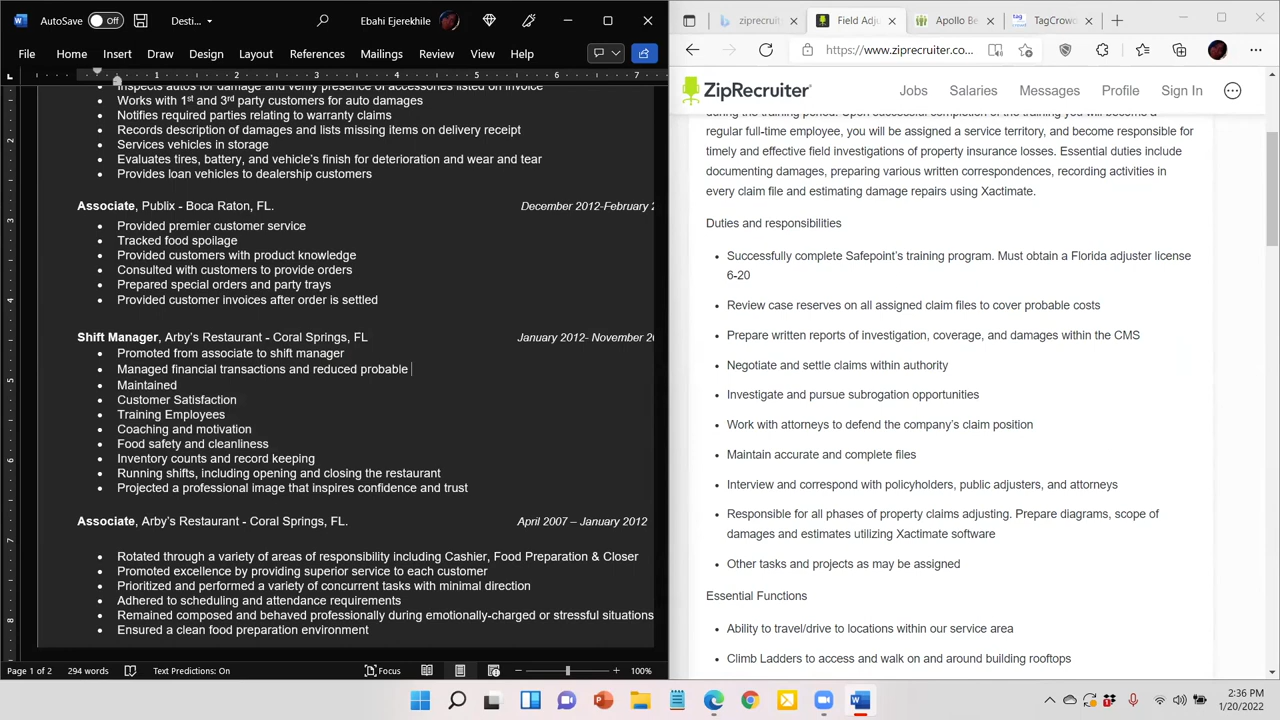 AutoSave Off Desti... Ebahi Ejerekhile
File Home Insert Draw Design Layout References Mailings Review View Help
1 2 3 4 5 6 7
Inspects autos for damage and verify presence of accessories listed on invoice
Works with 1st and 3rd party customers for auto damages
Notifies required parties relating to warranty claims
Records description of damages and lists missing items on delivery receipt
Services vehicles in storage
Evaluates tires, battery, and vehicle's finish for deterioration and wear and tear
Provides loan vehicles to dealership customers
Associate, Publix - Boca Raton, FL. December 2012-February 2
Provided premier customer service
Tracked food spoilage
Provided customers with product knowledge
Consulted with customers to provide orders
Prepared special orders and party trays
Provided customer invoices after order is settled
Shift Manager, Arby's Restaurant - Coral Springs, FL January 2012- November 20
Promoted from associate to shift manager
Managed financial transactions and reduced probable
Maintained
Customer Satisfaction
Training Employees
Coaching and motivation
Food safety and cleanliness
Inventory counts and record keeping
Running shifts, including opening and closing the restaurant
Projected a professional image that inspires confidence and trust
Associate, Arby's Restaurant - Coral Springs, FL. April 2007 – January 2012
Rotated through a variety of areas of responsibility including Cashier, Food Preparation & Closer
Promoted excellence by providing superior service to each customer
Prioritized and performed a variety of concurrent tasks with minimal direction
Adhered to scheduling and attendance requirements
Remained composed and behaved professionally during emotionally-charged or stressful situations
Ensured a clean food preparation environment
2
3
4
5
6
7
8
Page 1 of 2 294 words Text Predictions: On Focus 100%
ziprecruite Field Adju Apollo Be TagCrowd
https://www.ziprecruiter.co...
ZipRecruiter Jobs Salaries Messages Profile Sign In
during the training period. Upon successful completion of the training you will become a
regular full-time employee, you will be assigned a service territory, and become responsible for
timely and effective field investigations of property insurance losses. Essential duties include
documenting damages, preparing various written correspondences, recording activities in
every claim file and estimating damage repairs using Xactimate.
Duties and responsibilities
Successfully complete Safepoint's training program. Must obtain a Florida adjuster license
6-20
Review case reserves on all assigned claim files to cover probable costs
Prepare written reports of investigation, coverage, and damages within the CMS
Negotiate and settle claims within authority
Investigate and pursue subrogation opportunities
Work with attorneys to defend the company's claim position
Maintain accurate and complete files
Interview and correspond with policyholders, public adjusters, and attorneys
Responsible for all phases of property claims adjusting. Prepare diagrams, scope of
damages and estimates utilizing Xactimate software
Other tasks and projects as may be assigned
Essential Functions
Ability to travel/drive to locations within our service area
Climb Ladders to access and walk on and around building rooftops
2:36 PM
1/20/2022